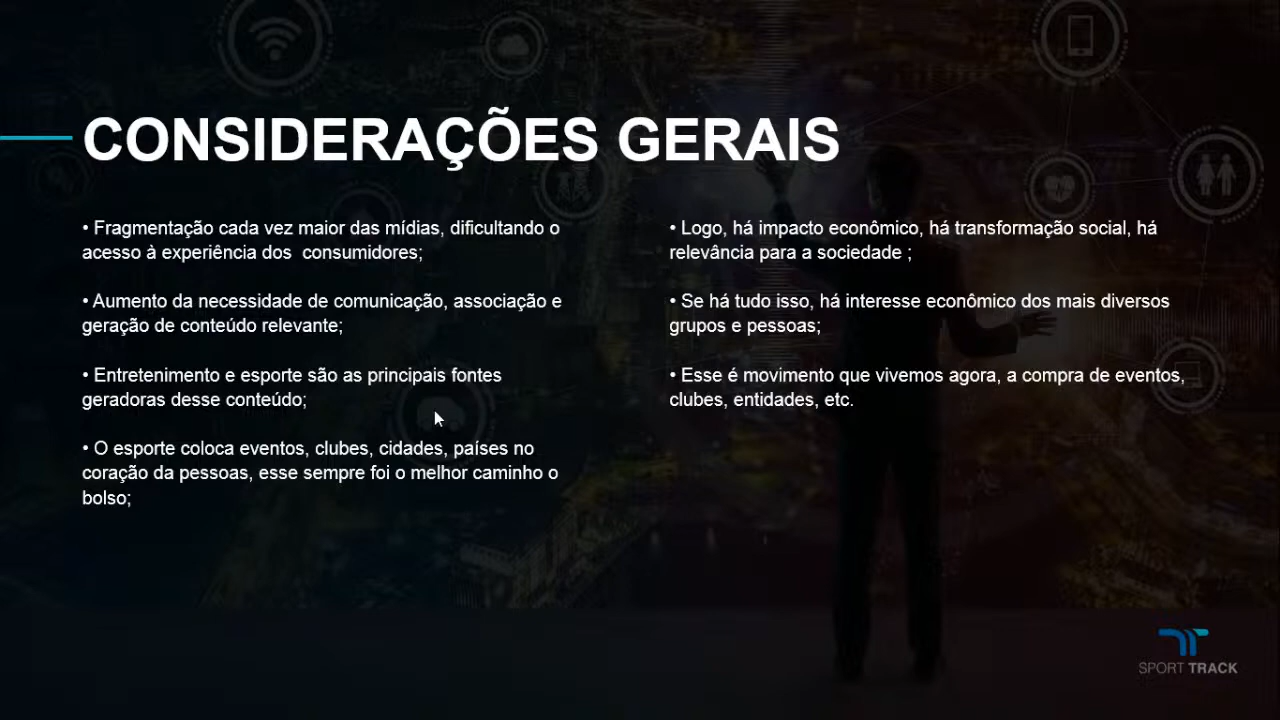 CONSIDERAÇÕES GERAIS
• Fragmentação cada vez maior das mídias, dificultando o
acesso à experiência dos  consumidores;
• Aumento da necessidade de comunicação, associação e
geração de conteúdo relevante;
• Entretenimento e esporte são as principais fontes
geradoras desse conteúdo;
• O esporte coloca eventos, clubes, cidades, países no
coração da pessoas, esse sempre foi o melhor caminho o
bolso;
• Logo, há impacto econômico, há transformação social, há
relevância para a sociedade ;
• Se há tudo isso, há interesse econômico dos mais diversos
grupos e pessoas;
• Esse é movimento que vivemos agora, a compra de eventos,
clubes, entidades, etc.
SPORT TRACK